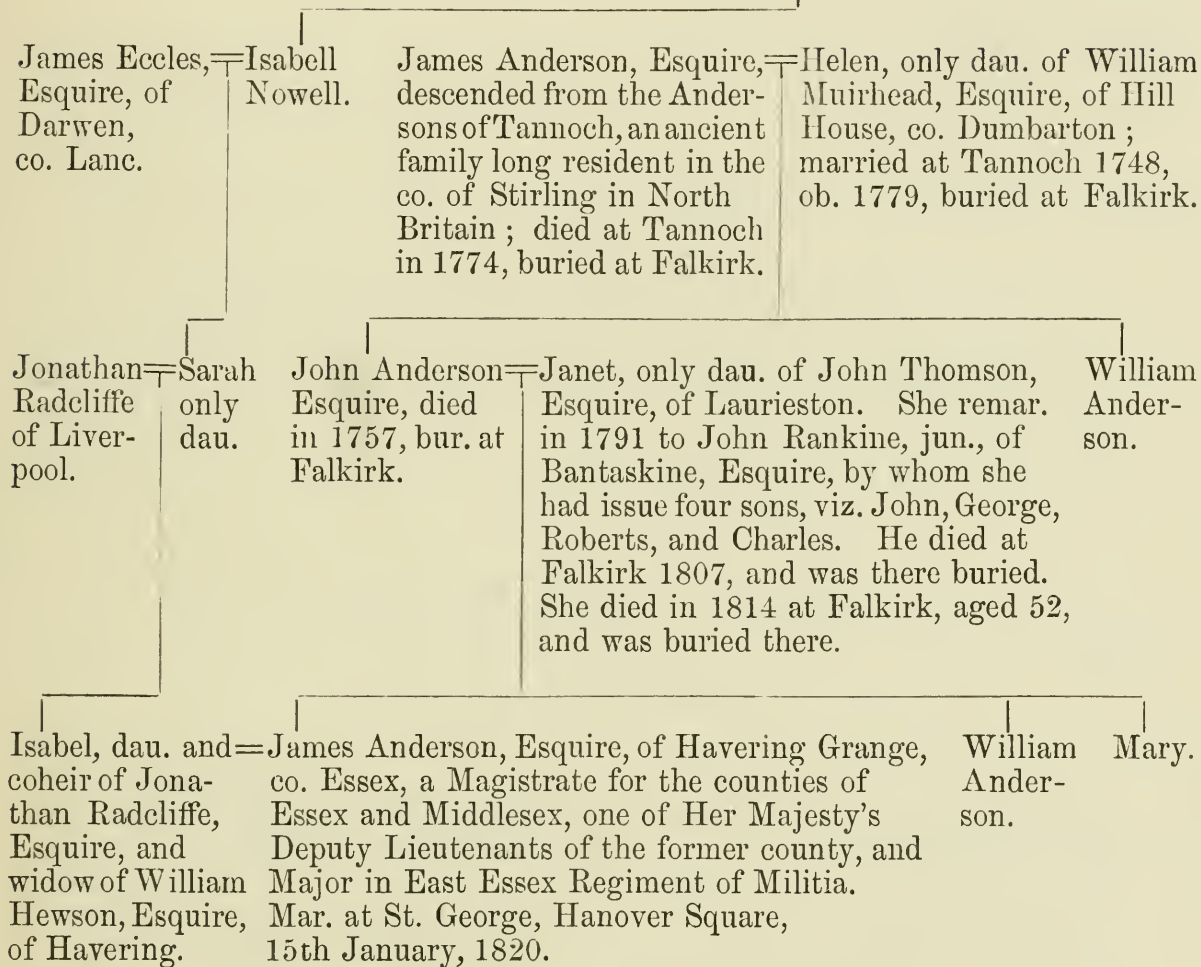 James Eccles,
Esquire, of
Darwen,
co. Lanc.
Isabell
Nowell.
James Anderson, Esquire,
descended from the Ander-
sons of Tannoch, an ancient
family long resident in the
co. of Stirling in North
Britain ; died at Tannoch
in 1774, buried at Falkirk.
Helen, only dau. of William
Muirhead, Esquire, of Hill
House, co. Dumbarton ;
married at Tannoch 1748,
ob. 1779, buried at Falkirk.
Jonathan
Radcliffe
of Liver-
pool.
Sarah
only
dau.
John Anderson
Esquire, died
in 1757, bur. at
Falkirk.
Janet, only dau. of John Thomson,
Esquire, of Laurieston. She remar.
in 1791 to John Rankine, jun., of
Bantaskine, Esquire, by whom she
had issue four sons, viz. John, George,
Roberts, and Charles. He died at
Falkirk 1807, and was there buried.
She died in 1814 at Falkirk, aged 52,
and was buried there.
William
Ander-
son.
Isabel, dau. and
coheir of Jona-
than Radcliffe,
Esquire, and
widow of William
Hewson, Esquire,
of Havering.
James Anderson, Esquire, of Havering Grange,
co. Essex, a Magistrate for the counties of
Essex and Middlesex, one of Her Majesty's
Deputy Lieutenants of the former county, and
Major in East Essex Regiment of Militia.
Mar. at St. George, Hanover Square,
15th January, 1820.
William
Ander-
son.
Mary.